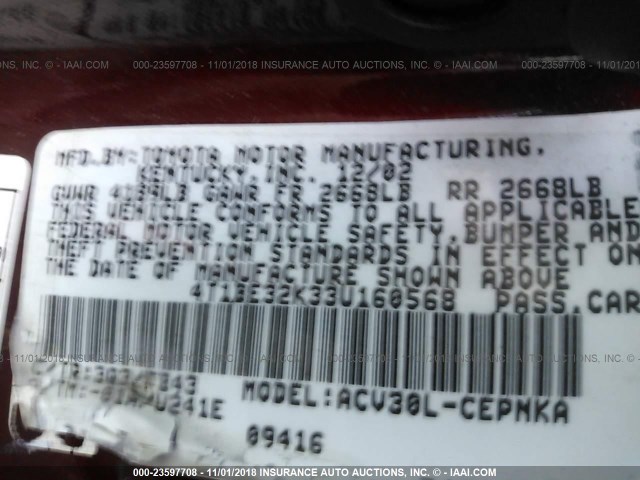 000-23597708 - 11/01/2018 INSURANCE AUTO AUCTIONS, INC. © - IAAI.COM
MFD.BY:TOYOTA MOTOR MANUFACTURING,
KENTUCKY,INC. 12/02
GVWR LB GAWR FR 2668LB RR 2668LB
THIS VEHICLE CONFORMS TO ALL APPLICABLE
FEDERAL MOTOR VEHICLE SAFETY,BUMPER AND
THEFT PREVENTION STANDARDS IN EFFECT ON
THE DATE OF MANUFACTURE SHOWN ABOVE
4T1BE32K33U160568 PASS.CAR
MODEL:ACV30L-CEPNKA
09416
000-23597708 - 11/01/2018 INSURANCE AUTO AUCTIONS, INC. © - IAAI.COM